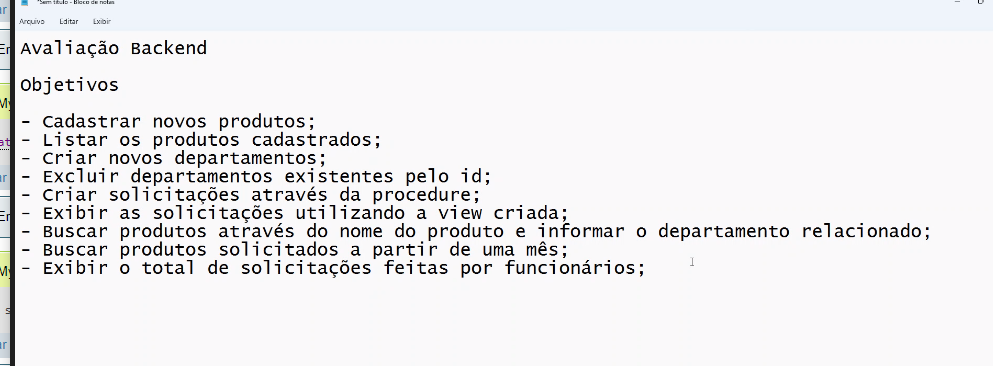 *Sem título - Bloco de notas
Arquivo Editar Exibir
Avaliação Backend
Objetivos
- Cadastrar novos produtos;
- Listar os produtos cadastrados;
- Criar novos departamentos;
- Excluir departamentos existentes pelo id;
- Criar solicitações através da procedure;
- Exibir as solicitações utilizando a view criada;
- Buscar produtos através do nome do produto e informar o departamento relacionado;
- Buscar produtos solicitados a partir de uma mês;
- Exibir o total de solicitações feitas por funcionários;